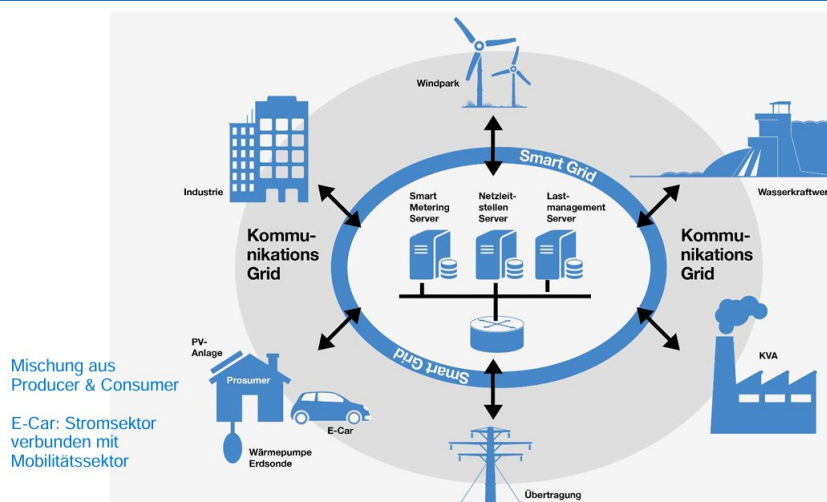 Windpark
Smart Grid
Industrie
Smart
Metering
Server
Netzleit-
stellen
Server
Last-
management
Server
Wasserkraftwer
Kommu-
nikations
Grid
Kommu-
nikations
Grid
Smart Grid
PV-
Anlage
Prosumer
KVA
Mischung aus
Producer & Consumer
E-Car: Stromsektor
verbunden mit
Mobilitätssektor
E-Car
Wärmepumpe
Erdsonde
Übertragung